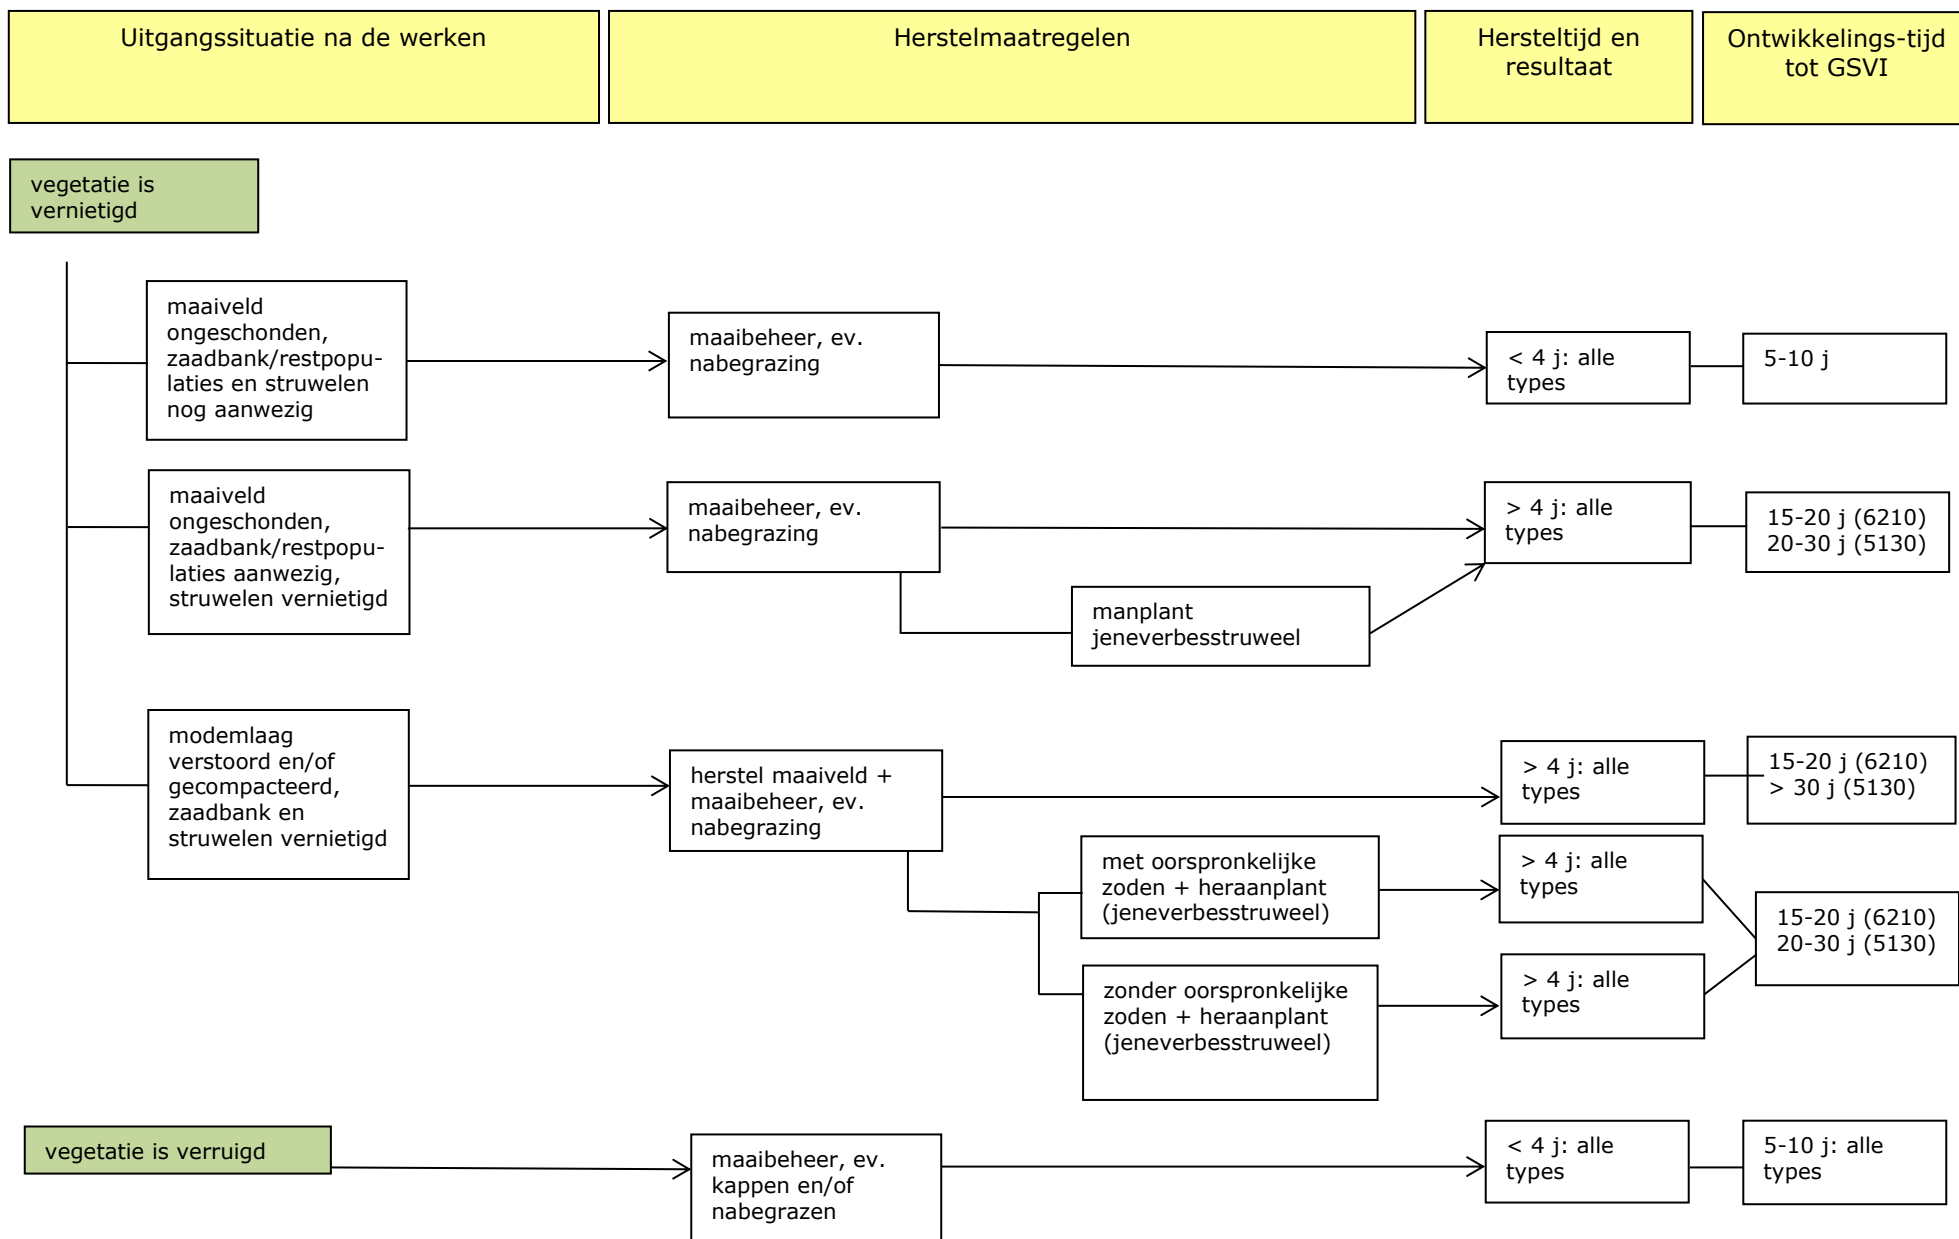 Uitgangssituatie na de werken
Herstelmaatregelen
Hersteltijd en
resultaat
Ontwikkelings-tijd
tot GSVI
vegetatie is
vernietigd
maaiveld
ongeschonden,
zaadbank/restpopu-
laties en struwelen
nog aanwezig
maaibeheer, ev.
nabegrazing
< 4 j: alle
types
5-10 j
maaiveld
ongeschonden,
zaadbank/restpopu-
laties aanwezig,
struwelen vernietigd
maaibeheer, ev.
nabegrazing
> 4 j: alle
types
15-20 j (6210)
20-30 j (5130)
manplant
jeneverbesstruweel
modemlaag
verstoord en/of
gecompacteerd,
zaadbank en
struwelen vernietigd
herstel maaiveld +
maaibeheer, ev.
nabegrazing
> 4 j: alle
types
15-20 j (6210)
> 30 j (5130)
met oorspronkelijke
zoden + heraanplant
(jeneverbesstruweel)
> 4 j: alle
types
15-20 j (6210)
20-30 j (5130)
zonder oorspronkelijke
zoden + heraanplant
(jeneverbesstruweel)
> 4 j: alle
types
vegetatie is verruigd
maaibeheer, ev.
kappen en/of
nabegrazen
< 4 j: alle
types
5-10 j: alle
types